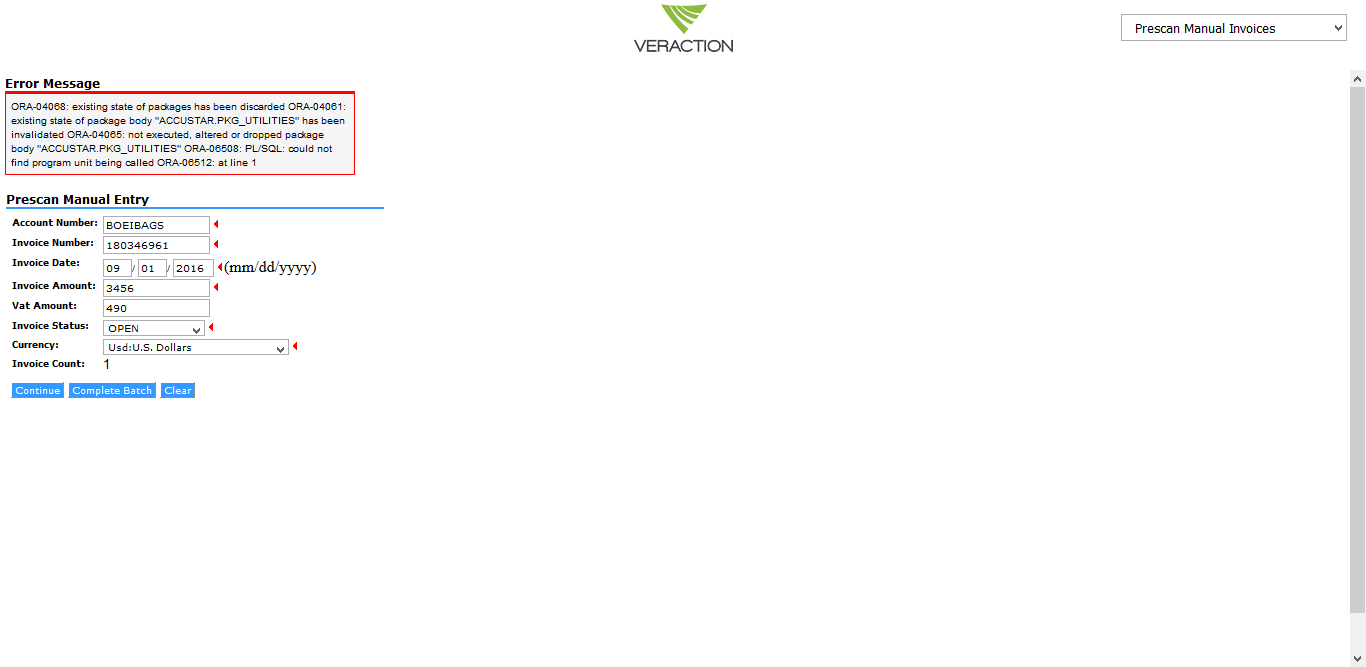 VERACTION
Prescan Manual Invoices
Error Message
ORA-04068: existing state of packages has been discarded ORA-04061:
existing state of package body "ACCUSTAR.PKG_UTILITIES" has been
invalidated ORA-04065: not executed, altered or dropped package
body "ACCUSTAR.PKG_UTILITIES" ORA-06508: PL/SQL: could not
find program unit being called ORA-06512: at line 1
Prescan Manual Entry
Account Number: BOEIBAGS
Invoice Number: 180346961
Invoice Date: 09 / 01 / 2016 (mm/dd/yyyy)
Invoice Amount: 3456
Vat Amount: 490
Invoice Status: OPEN
Currency: Usd:U.S. Dollars
Invoice Count: 1
Continue Complete Batch Clear